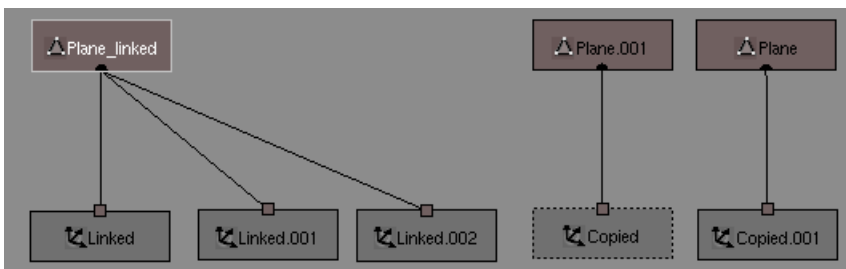 Plane_linked
Plane.001
Plane
Linked
Linked.001
Linked.002
Copied
Copied.001